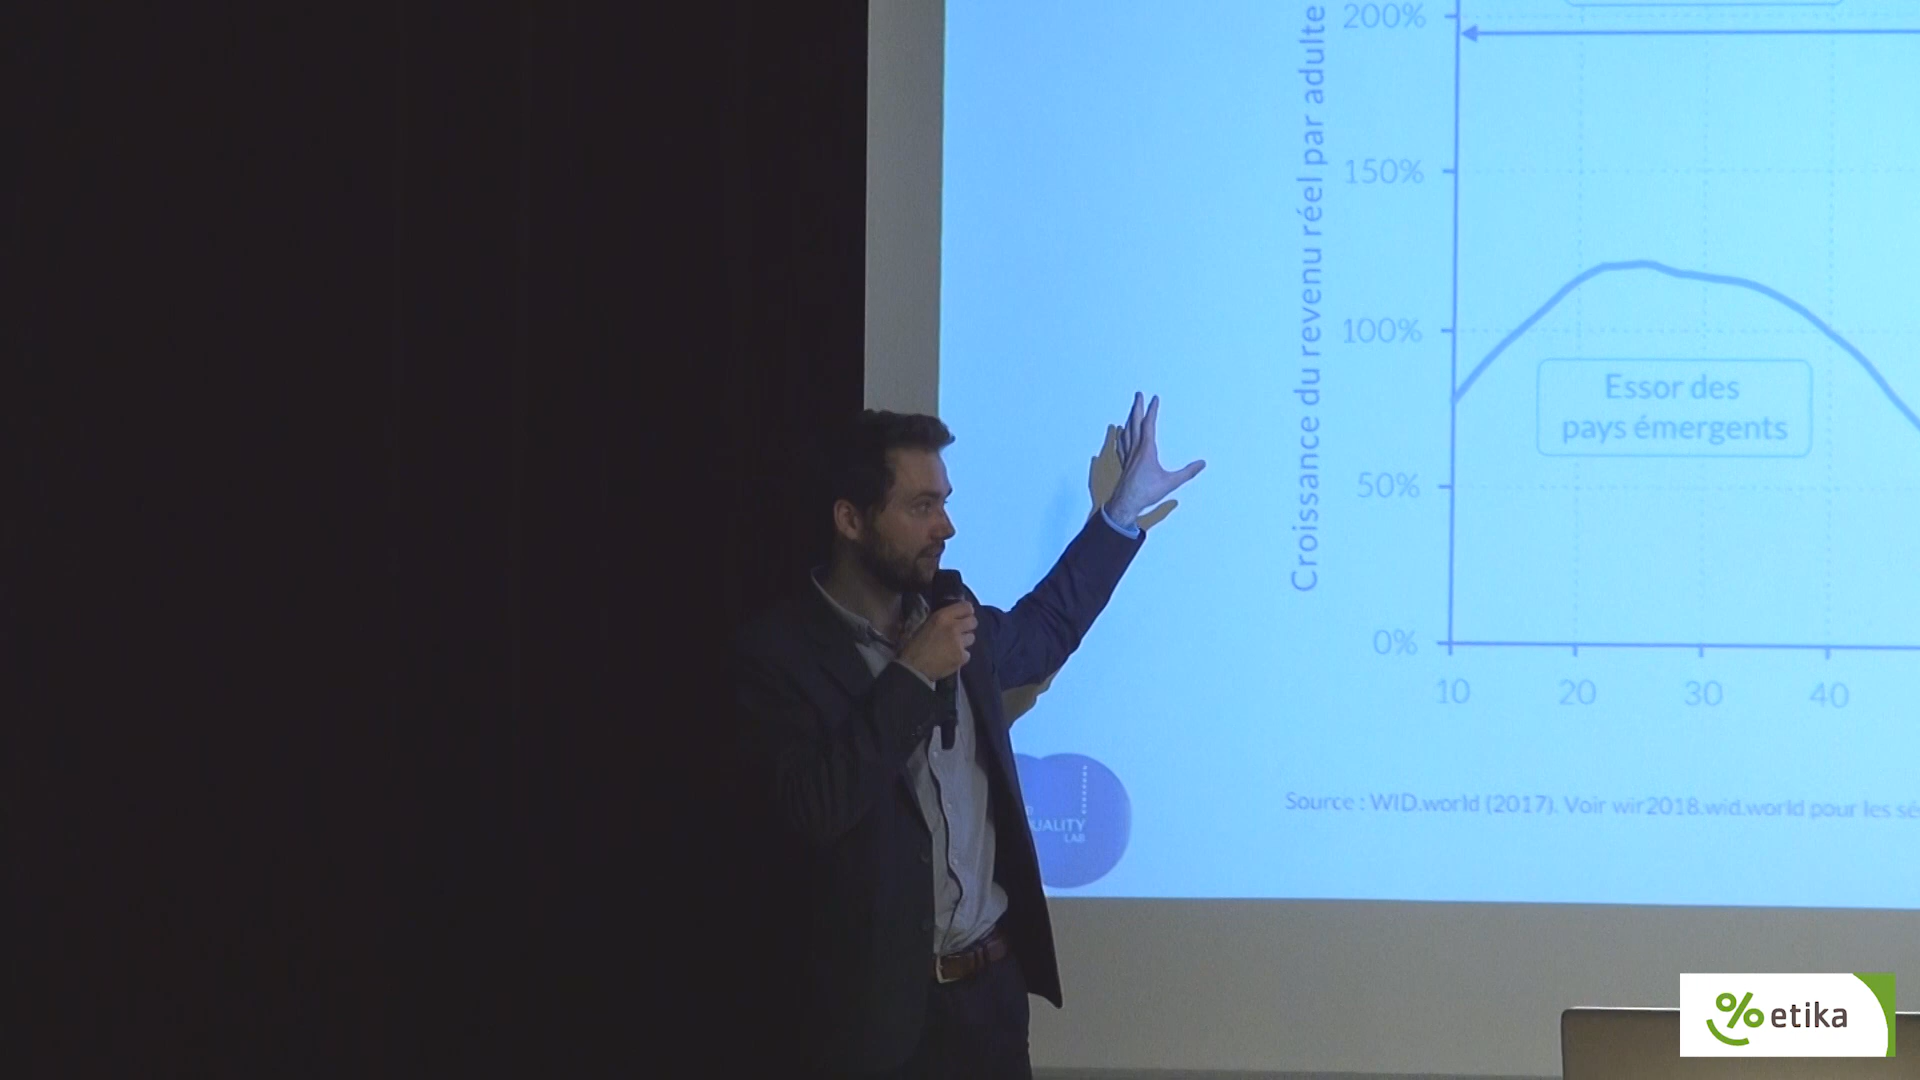 Croissance du revenu réel par adulte
200%
150%
100%
50%
0%
Essor des
pays émergents
10 20 30 40
Source : WID.world (2017). Voir wir2018.wid.world pour les sé
UALITY
LAB
% etika